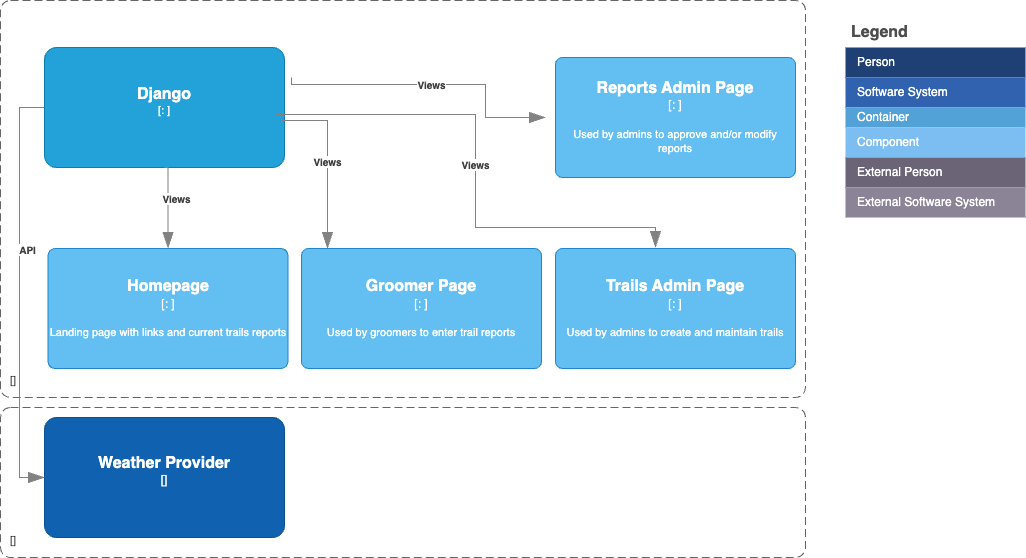 Django
[: ]
Views
Reports Admin Page
[: ]
Used by admins to approve and/or modify
reports
Views
Views
Views
API
Homepage
[: ]
Landing page with links and current trails reports
Groomer Page
[: ]
Used by groomers to enter trail reports
Trails Admin Page
[: ]
Used by admins to create and maintain trails
[]
Weather Provider
[]
[]
Legend
Person
Software System
Container
Component
External Person
External Software System